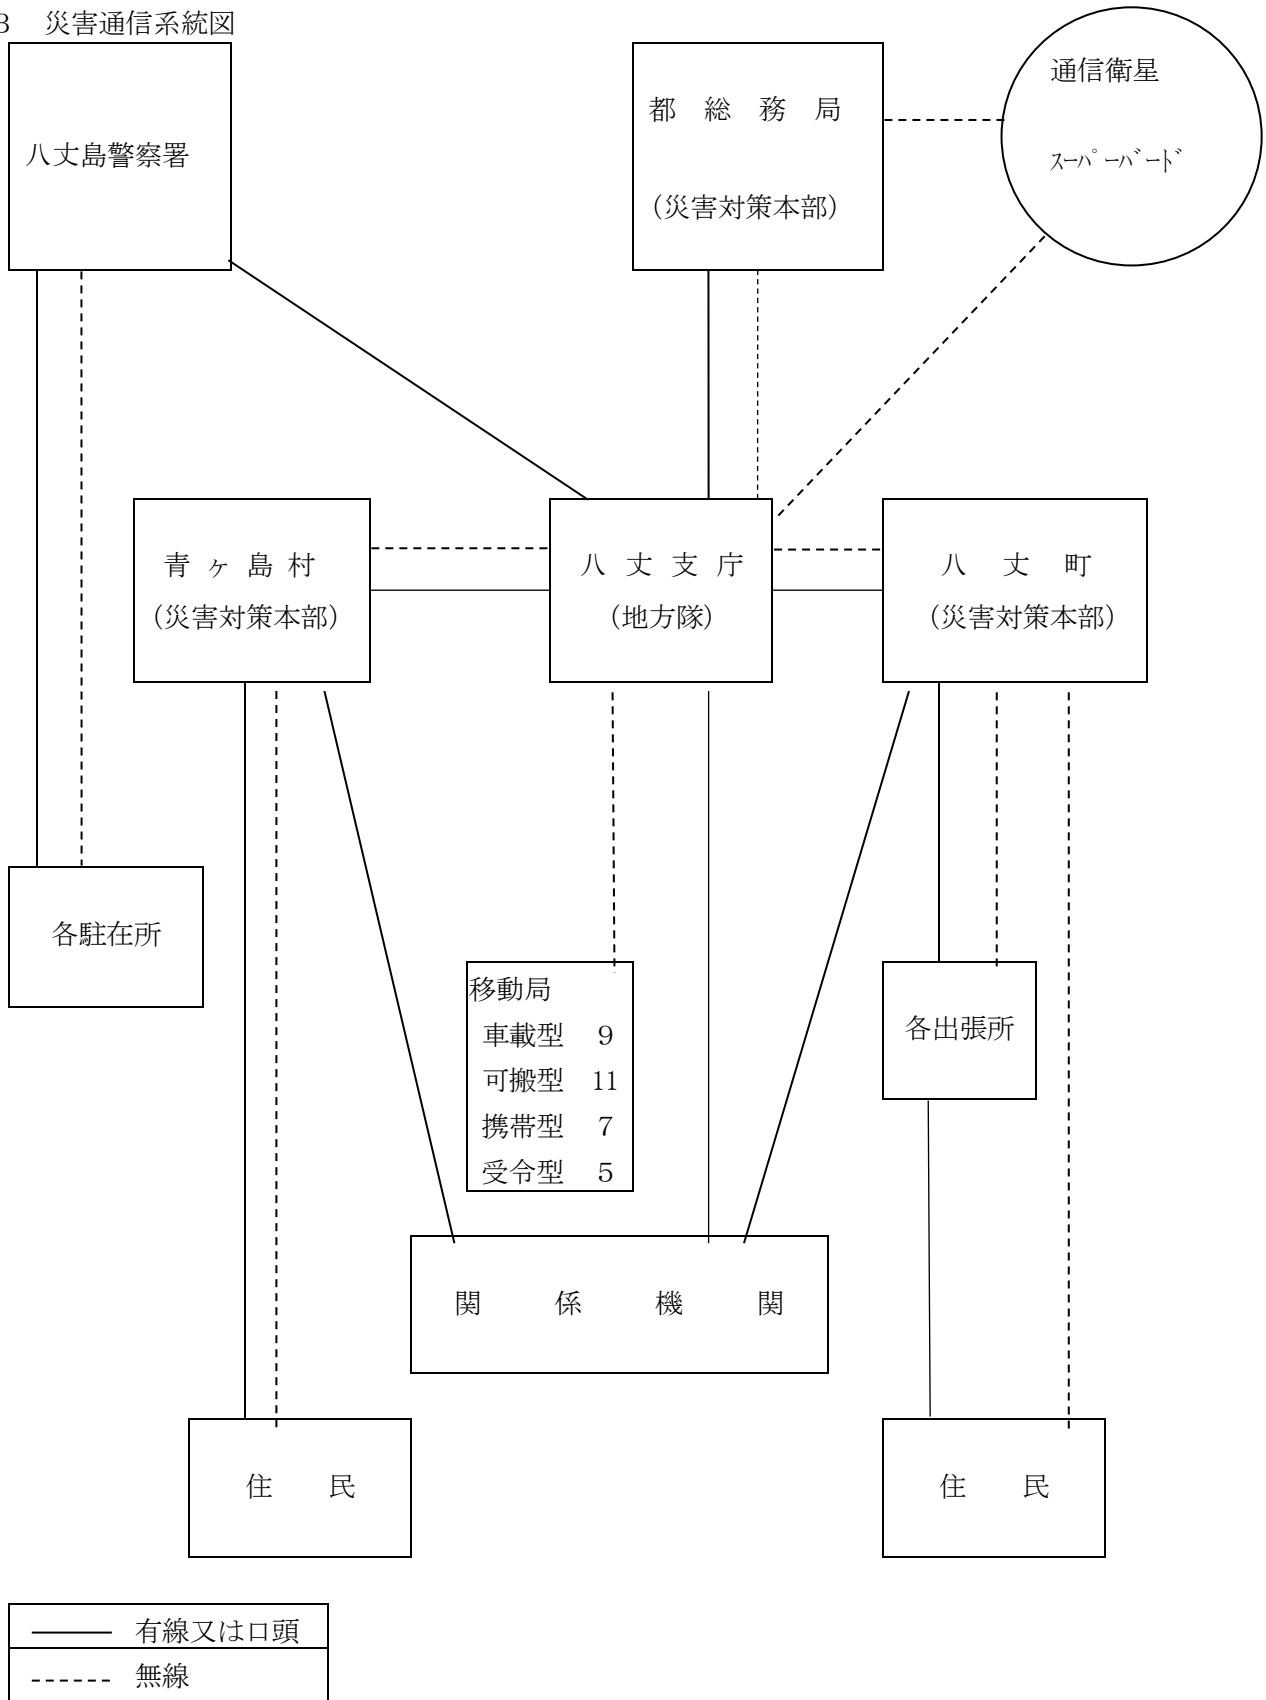 3 災害通信系統図
八丈島警察署
都 総 務 局
（災害対策本部）
通信衛星
ｽｰﾊﾟｰﾊﾞｰﾄﾞ
青 ヶ 島 村
（災害対策本部）
八 丈 支 庁
（地方隊）
八 丈 町
（災害対策本部）
各駐在所
移動局
車載型 9
可搬型 11
携帯型 7
受令型 5
各出張所
関 係 機 関
住 民
住 民
有線又は口頭
無線